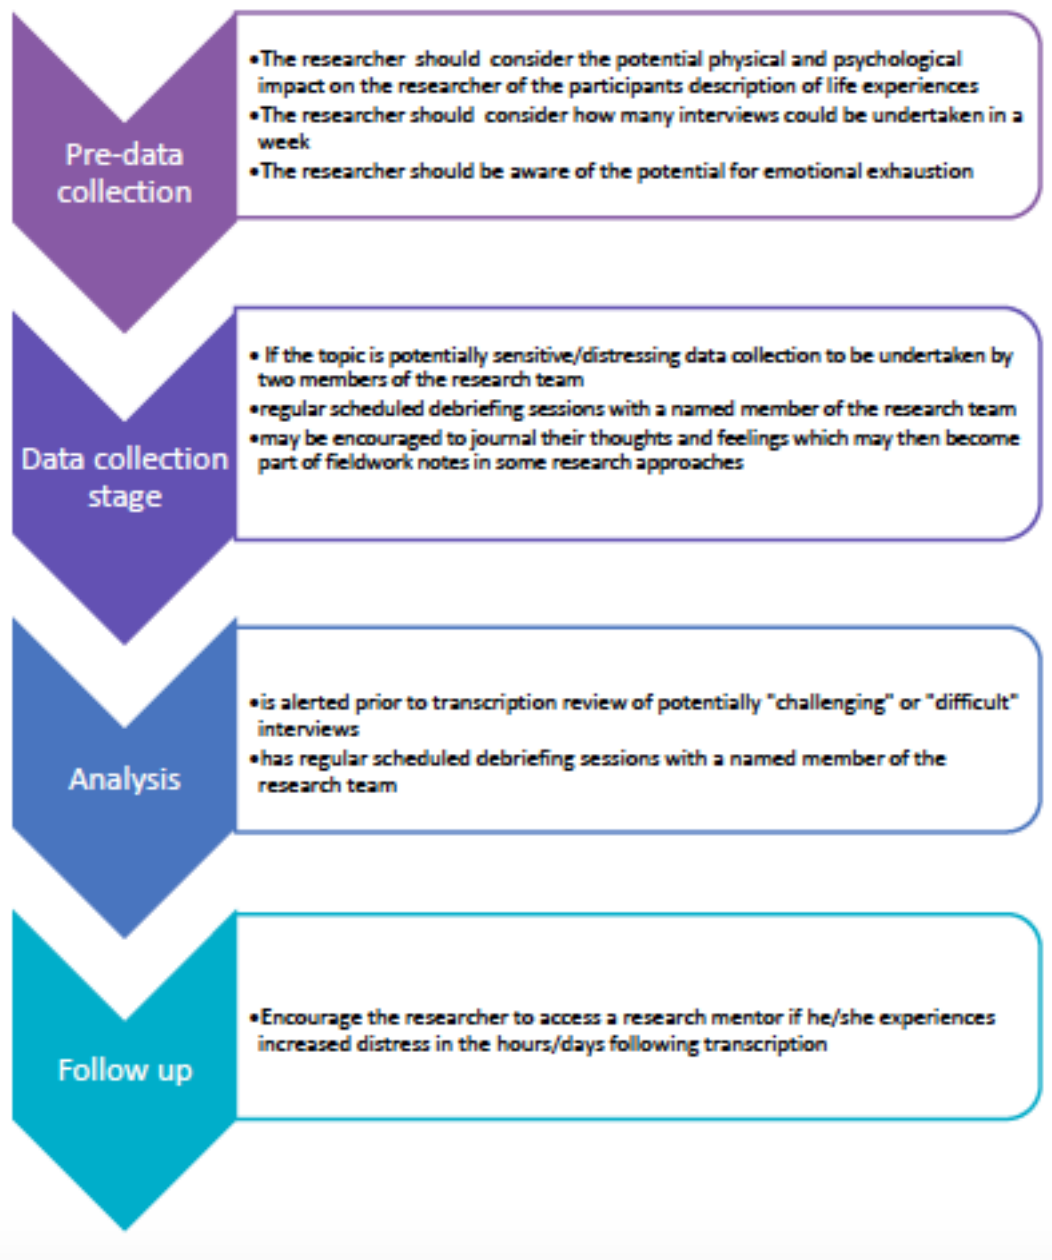 Pre-data
collection
•The researcher should consider the potential physical and psychological
impact on the researcher of the participants description of life experiences
•The researcher should consider how many interviews could be undertaken in a
week
•The researcher should be aware of the potential for emotional exhaustion
Data collection
stage
• If the topic is potentially sensitive/distressing data collection to be undertaken by
two members of the research team
•regular scheduled debriefing sessions with a named member of the research team
•may be encouraged to journal their thoughts and feelings which may then become
part of fieldwork notes in some research approaches
Analysis
•is alerted prior to transcription review of potentially "challenging" or "difficult"
interviews
•has regular scheduled debriefing sessions with a named member of the
research team
Follow up
•Encourage the researcher to access a research mentor if he/she experiences
increased distress in the hours/days following transcription